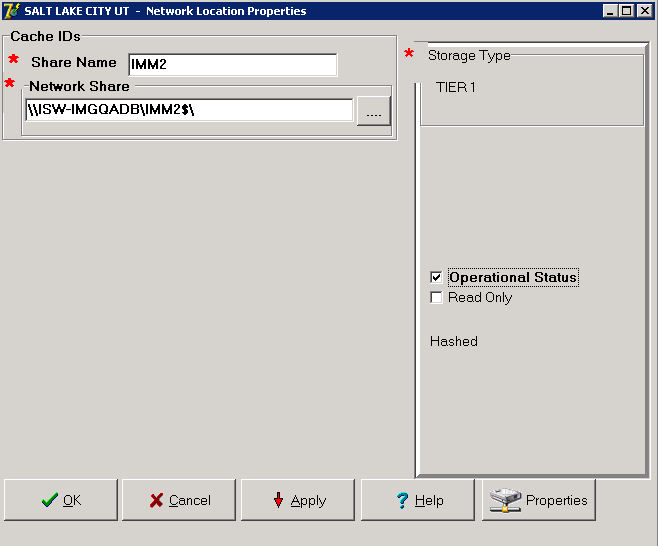 SALT LAKE CITY UT - Network Location Properties
Cache IDs
* Share Name IMM2
* Network Share
\\ISW-IMGQADB\IMM2$\ ....
* Storage Type
TIER 1
Operational Status
Read Only
Hashed
OK Cancel Apply ? Help Properties